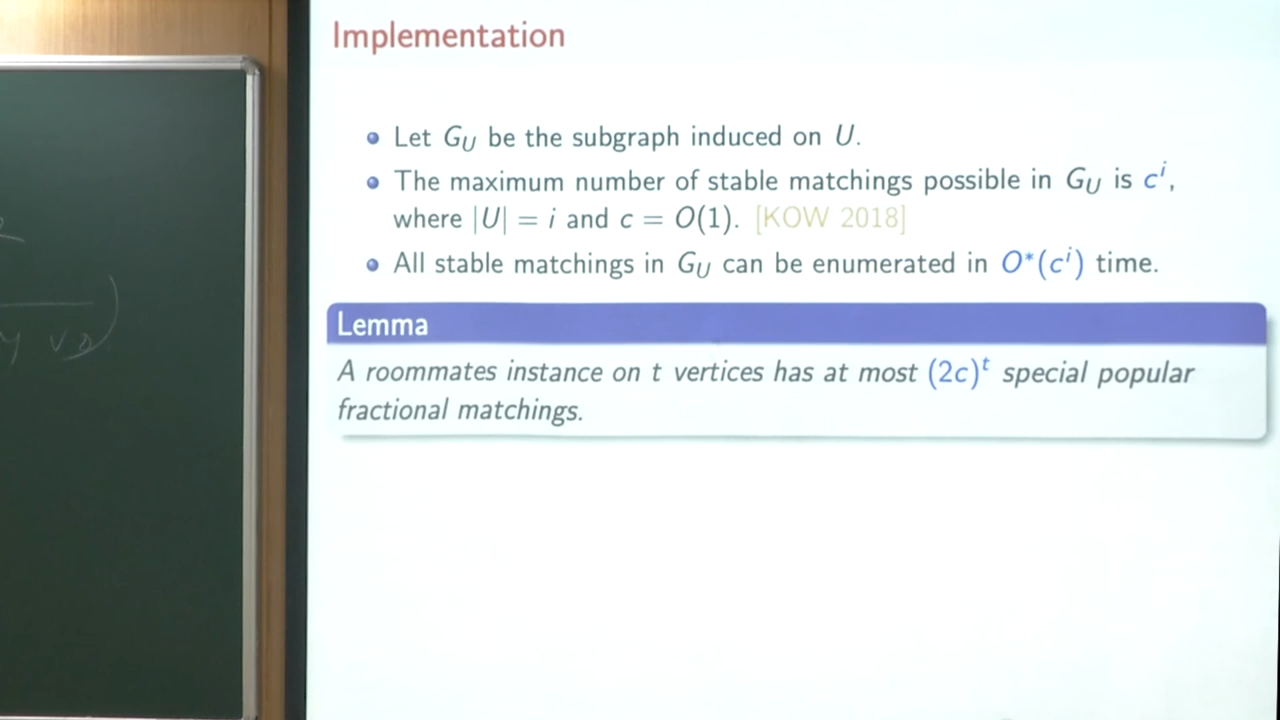 Implementation
Let G_U be the subgraph induced on U.
The maximum number of stable matchings possible in G_U is c^i,
where |U| = i and c = O(1). [KOW 2018]
All stable matchings in G_U can be enumerated in O*(c^i) time.
Lemma
A roommates instance on t vertices has at most (2c)^t special popular
fractional matchings.